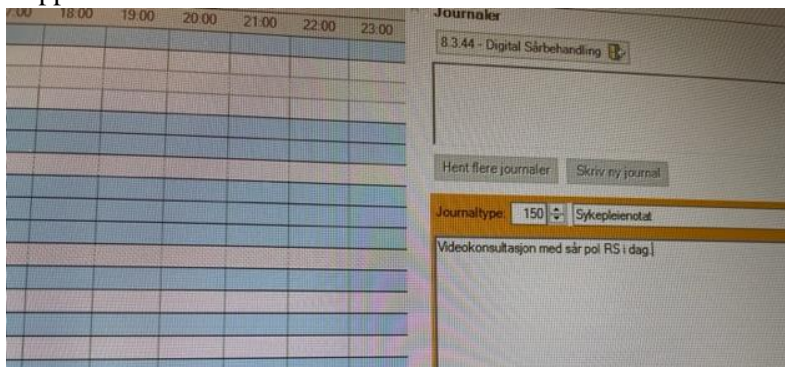 18:00 19:00 20:00 21:00 22:00 23:00
Journaler
8.3.44 - Digital Sårbehandling
Hent flere journaler Skriv ny journal
Journaltype: 150 Sykepleienotat
Videokonsultasjon med sår pol RS i dag.